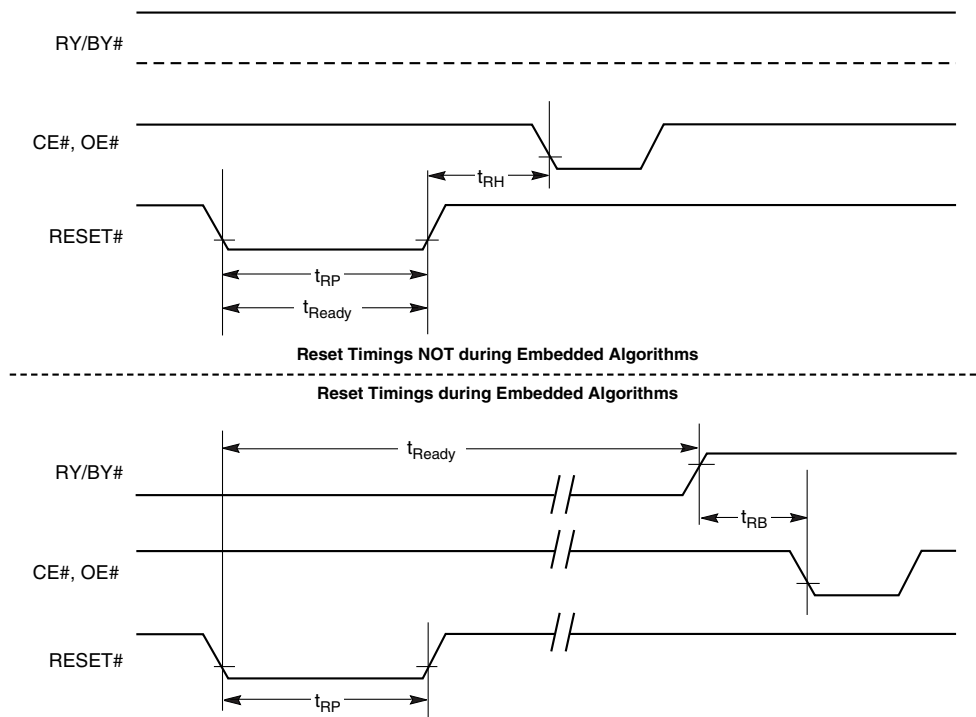 RY/BY#
CE#, OE#
tRH
RESET#
tRP
tReady
Reset Timings NOT during Embedded Algorithms
Reset Timings during Embedded Algorithms
tReady
RY/BY#
tRB
CE#, OE#
RESET#
tRP